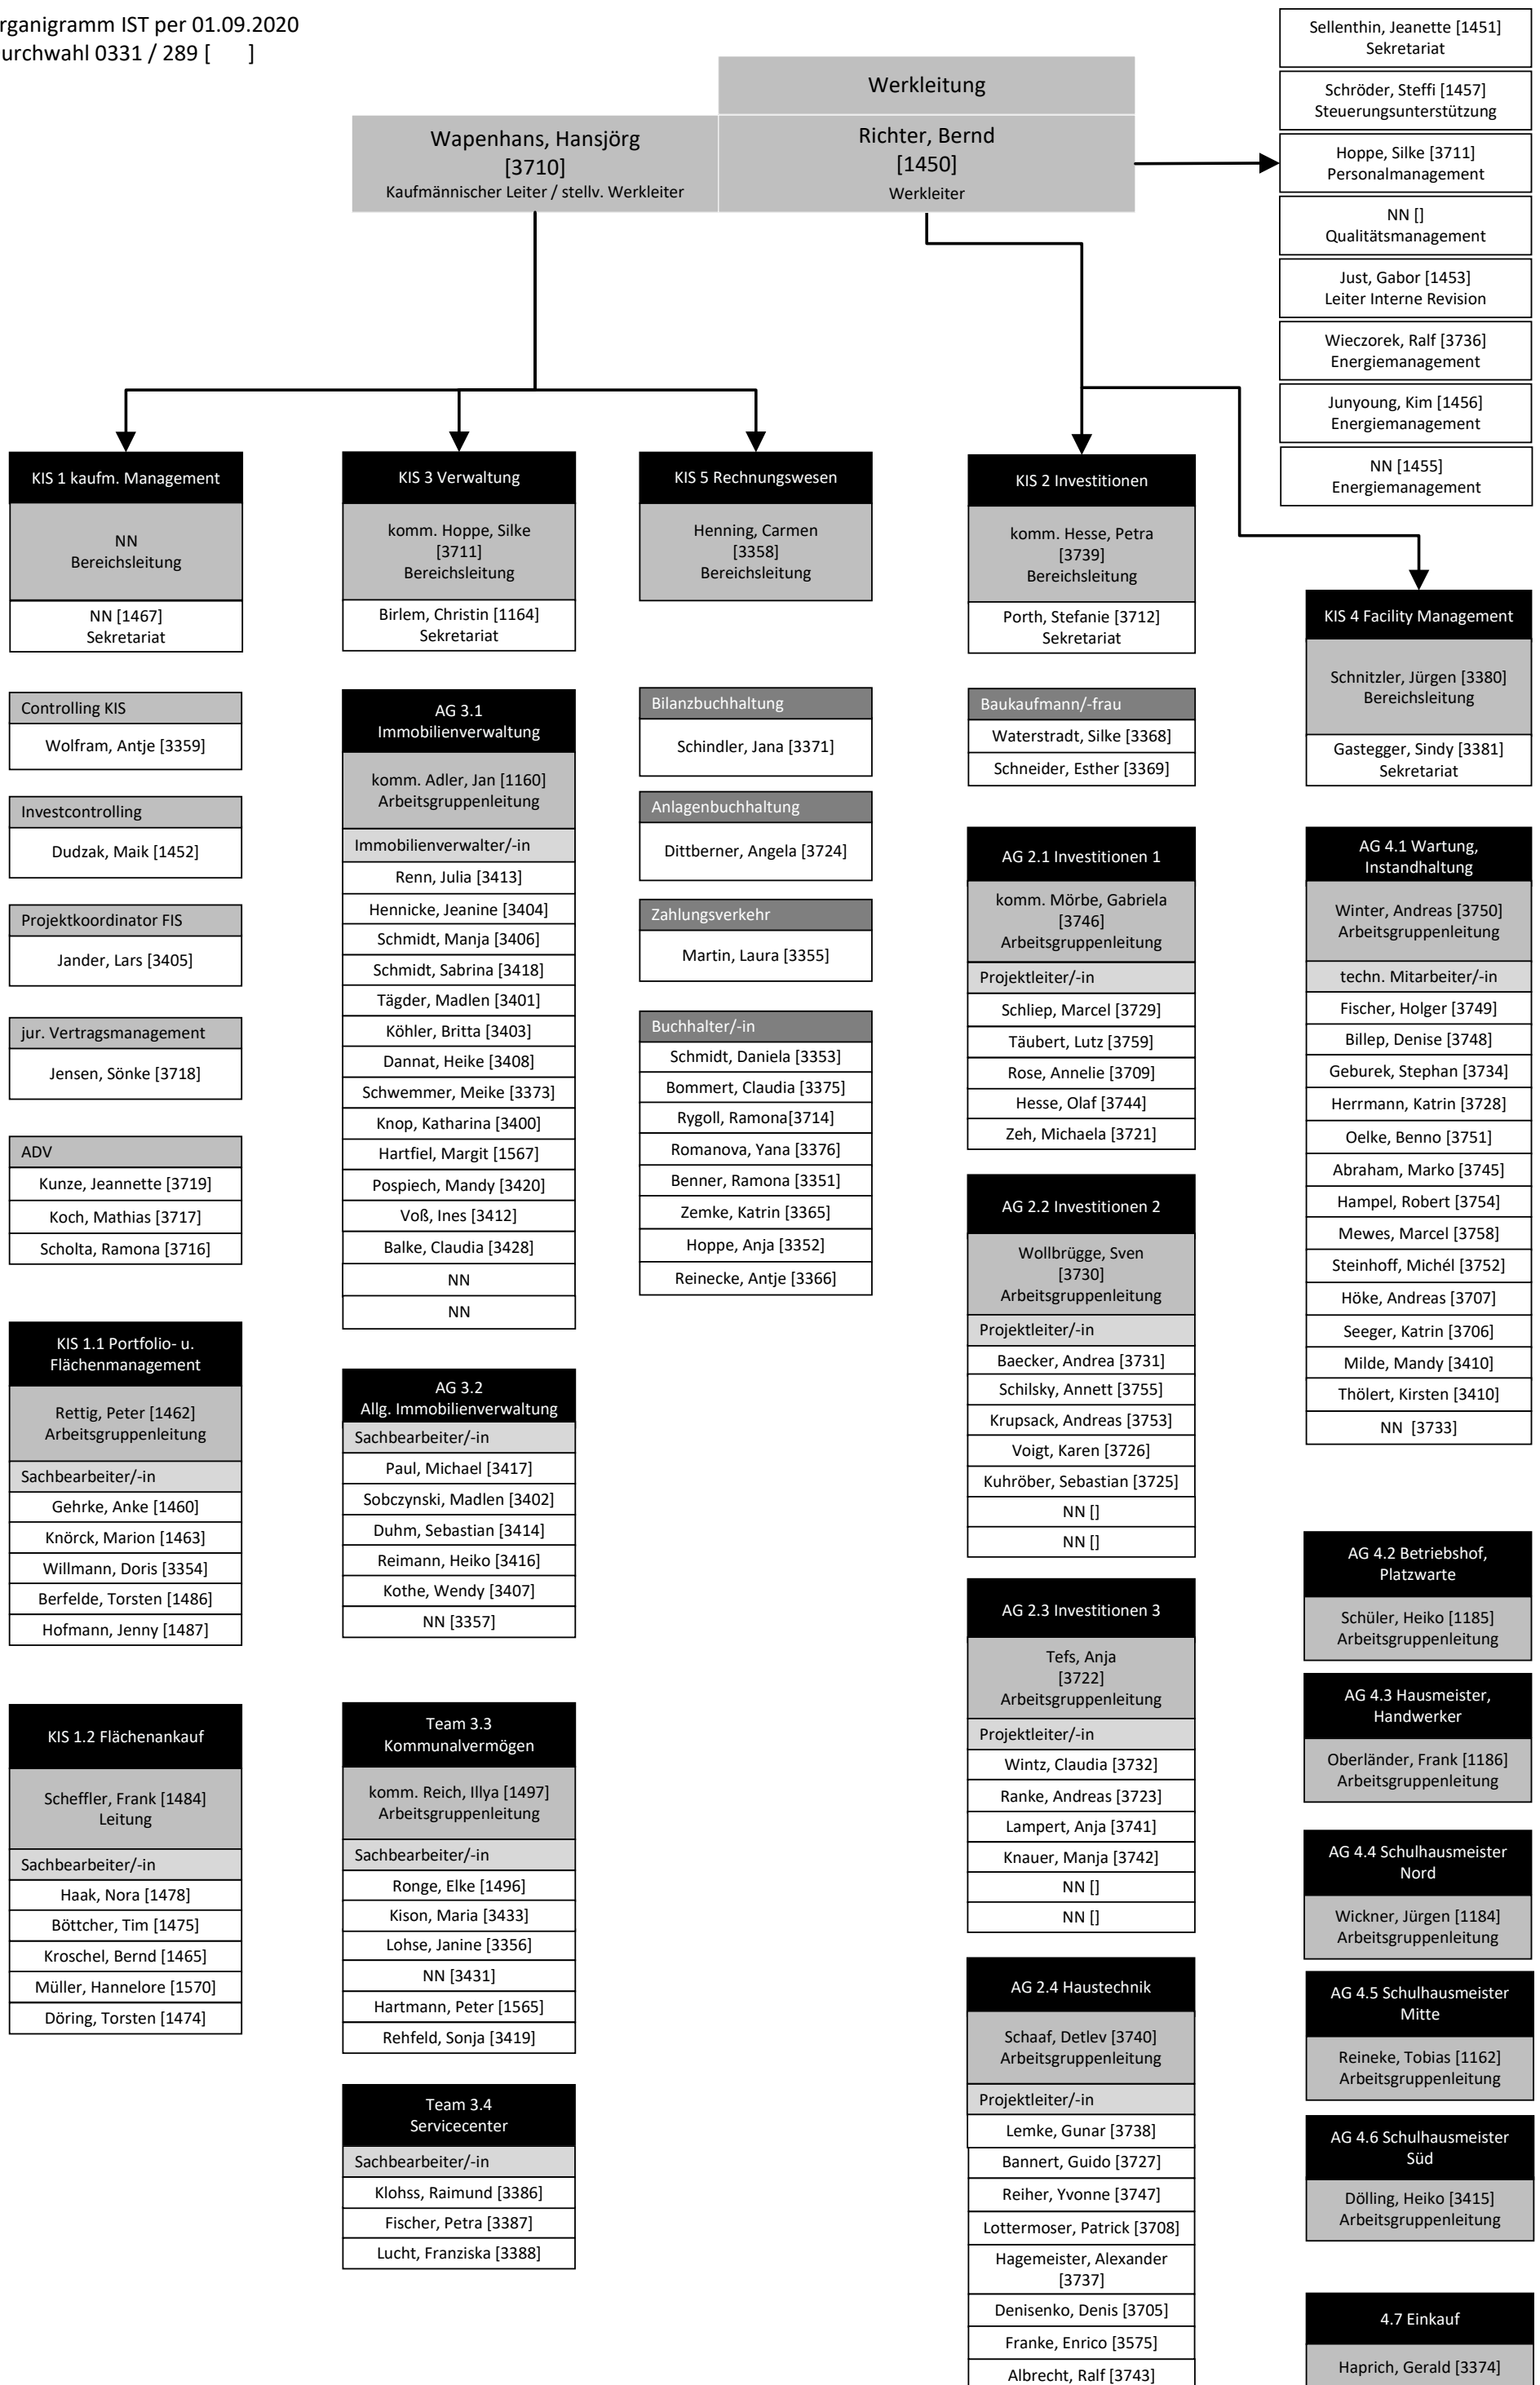 rganigramm IST per 01.09.2020
urchwahl 0331 / 289 [ ]
Werkleitung
Wapenhans, Hansjörg
[3710]
Kaufmännischer Leiter / stellv. Werkleiter
Richter, Bernd
[1450]
Werkleiter
Sellenthin, Jeanette [1451]
Sekretariat
Schröder, Steffi [1457]
Steuerungsunterstützung
Hoppe, Silke [3711]
Personalmanagement
NN []
Qualitätsmanagement
Just, Gabor [1453]
Leiter Interne Revision
Wieczorek, Ralf [3736]
Energiemanagement
Junyoung, Kim [1456]
Energiemanagement
NN [1455]
Energiemanagement
KIS 1 kaufm. Management
NN
Bereichsleitung
NN [1467]
Sekretariat
Controlling KIS
Wolfram, Antje [3359]
Investcontrolling
Dudzak, Maik [1452]
Projektkoordinator FIS
Jander, Lars [3405]
jur. Vertragsmanagement
Jensen, Sönke [3718]
ADV
Kunze, Jeannette [3719]
Koch, Mathias [3717]
Scholta, Ramona [3716]
KIS 1.1 Portfolio- u.
Flächenmanagement
Rettig, Peter [1462]
Arbeitsgruppenleitung
Sachbearbeiter/-in
Gehrke, Anke [1460]
Knörck, Marion [1463]
Willmann, Doris [3354]
Berfelde, Torsten [1486]
Hofmann, Jenny [1487]
KIS 1.2 Flächenankauf
Scheffler, Frank [1484]
Leitung
Sachbearbeiter/-in
Haak, Nora [1478]
Böttcher, Tim [1475]
Kroschel, Bernd [1465]
Müller, Hannelore [1570]
Döring, Torsten [1474]
KIS 3 Verwaltung
komm. Hoppe, Silke
[3711]
Bereichsleitung
Birlem, Christin [1164]
Sekretariat
AG 3.1
Immobilienverwaltung
komm. Adler, Jan [1160]
Arbeitsgruppenleitung
Immobilienverwalter/-in
Renn, Julia [3413]
Hennicke, Jeanine [3404]
Schmidt, Manja [3406]
Schmidt, Sabrina [3418]
Tägder, Madlen [3401]
Köhler, Britta [3403]
Dannat, Heike [3408]
Schwemmer, Meike [3373]
Knop, Katharina [3400]
Hartfiel, Margit [1567]
Pospiech, Mandy [3420]
Voß, Ines [3412]
Balke, Claudia [3428]
NN
NN
AG 3.2
Allg. Immobilienverwaltung
Sachbearbeiter/-in
Paul, Michael [3417]
Sobczynski, Madlen [3402]
Duhm, Sebastian [3414]
Reimann, Heiko [3416]
Kothe, Wendy [3407]
NN [3357]
Team 3.3
Kommunalvermögen
komm. Reich, Illya [1497]
Arbeitsgruppenleitung
Sachbearbeiter/-in
Ronge, Elke [1496]
Kison, Maria [3433]
Lohse, Janine [3356]
NN [3431]
Hartmann, Peter [1565]
Rehfeld, Sonja [3419]
Team 3.4
Servicecenter
Sachbearbeiter/-in
Klohss, Raimund [3386]
Fischer, Petra [3387]
Lucht, Franziska [3388]
KIS 5 Rechnungswesen
Henning, Carmen
[3358]
Bereichsleitung
Bilanzbuchhaltung
Schindler, Jana [3371]
Anlagenbuchhaltung
Dittberner, Angela [3724]
Zahlungsverkehr
Martin, Laura [3355]
Buchhalter/-in
Schmidt, Daniela [3353]
Bommert, Claudia [3375]
Rygoll, Ramona[3714]
Romanova, Yana [3376]
Benner, Ramona [3351]
Zemke, Katrin [3365]
Hoppe, Anja [3352]
Reinecke, Antje [3366]
KIS 2 Investitionen
komm. Hesse, Petra
[3739]
Bereichsleitung
Porth, Stefanie [3712]
Sekretariat
Baukaufmann/-frau
Waterstradt, Silke [3368]
Schneider, Esther [3369]
AG 2.1 Investitionen 1
komm. Mörbe, Gabriela
[3746]
Arbeitsgruppenleitung
Projektleiter/-in
Schliep, Marcel [3729]
Täubert, Lutz [3759]
Rose, Annelie [3709]
Hesse, Olaf [3744]
Zeh, Michaela [3721]
AG 2.2 Investitionen 2
Wollbrügge, Sven
[3730]
Arbeitsgruppenleitung
Projektleiter/-in
Baecker, Andrea [3731]
Schilsky, Annett [3755]
Krupsack, Andreas [3753]
Voigt, Karen [3726]
Kuhröber, Sebastian [3725]
NN []
NN []
AG 2.3 Investitionen 3
Tefs, Anja
[3722]
Arbeitsgruppenleitung
Projektleiter/-in
Wintz, Claudia [3732]
Ranke, Andreas [3723]
Lampert, Anja [3741]
Knauer, Manja [3742]
NN []
NN []
AG 2.4 Haustechnik
Schaaf, Detlev [3740]
Arbeitsgruppenleitung
Projektleiter/-in
Lemke, Gunar [3738]
Bannert, Guido [3727]
Reiher, Yvonne [3747]
Lottermoser, Patrick [3708]
Hagemeister, Alexander
[3737]
Denisenko, Denis [3705]
Franke, Enrico [3575]
Albrecht, Ralf [3743]
KIS 4 Facility Management
Schnitzler, Jürgen [3380]
Bereichsleitung
Gastegger, Sindy [3381]
Sekretariat
AG 4.1 Wartung,
Instandhaltung
Winter, Andreas [3750]
Arbeitsgruppenleitung
techn. Mitarbeiter/-in
Fischer, Holger [3749]
Billep, Denise [3748]
Geburek, Stephan [3734]
Herrmann, Katrin [3728]
Oelke, Benno [3751]
Abraham, Marko [3745]
Hampel, Robert [3754]
Mewes, Marcel [3758]
Steinhoff, Michél [3752]
Höke, Andreas [3707]
Seeger, Katrin [3706]
Milde, Mandy [3410]
Thölert, Kirsten [3410]
NN [3733]
AG 4.2 Betriebshof,
Platzwarte
Schüler, Heiko [1185]
Arbeitsgruppenleitung
AG 4.3 Hausmeister,
Handwerker
Oberländer, Frank [1186]
Arbeitsgruppenleitung
AG 4.4 Schulhausmeister
Nord
Wickner, Jürgen [1184]
Arbeitsgruppenleitung
AG 4.5 Schulhausmeister
Mitte
Reineke, Tobias [1162]
Arbeitsgruppenleitung
AG 4.6 Schulhausmeister
Süd
Dölling, Heiko [3415]
Arbeitsgruppenleitung
4.7 Einkauf
Haprich, Gerald [3374]